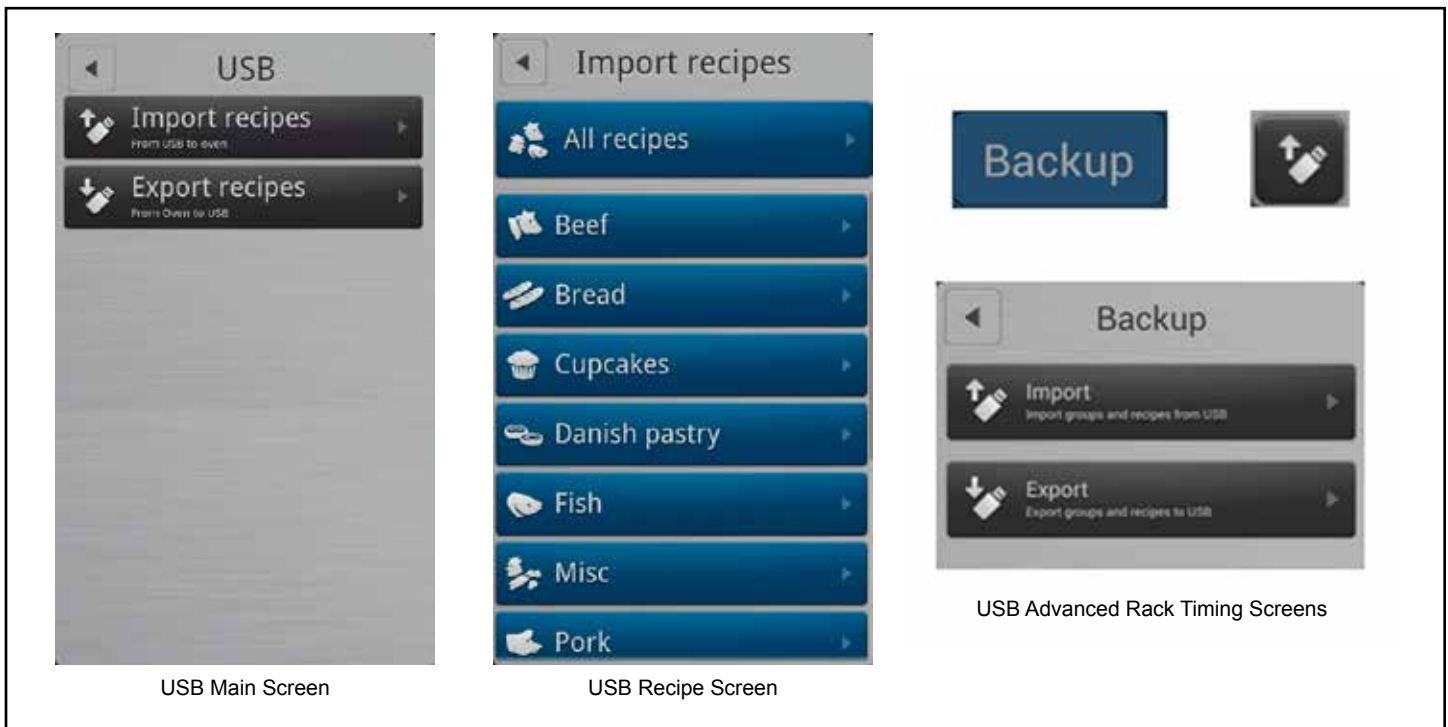 USB
Import recipes
From USB to oven
Export recipes
From Oven to USB
USB Main Screen
Import recipes
All recipes
Beef
Bread
Cupcakes
Danish pastry
Fish
Misc
Pork
USB Recipe Screen
Backup
Backup
Import
Import groups and recipes from USB
Export
Export groups and recipes to USB
USB Advanced Rack Timing Screens